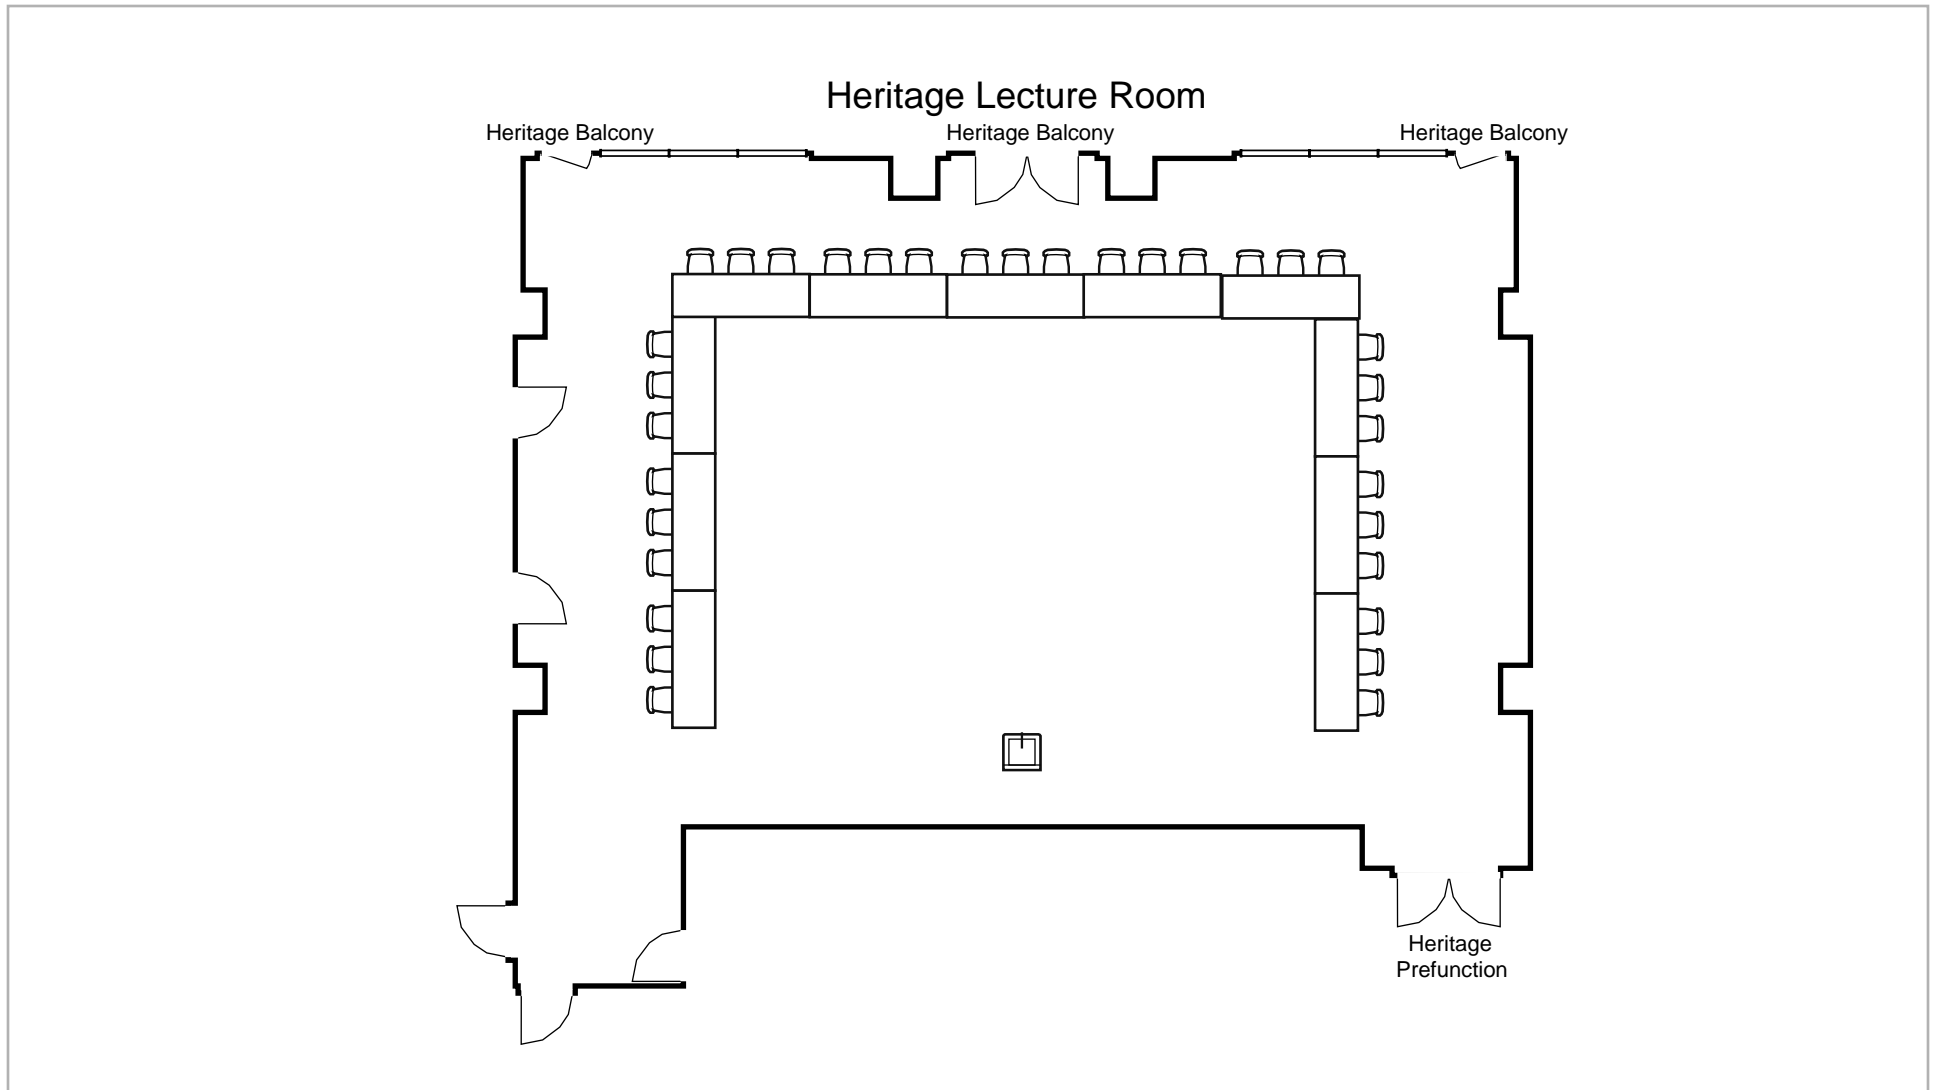 Heritage Lecture Room
Heritage Balcony
Heritage Balcony
Heritage Balcony
Heritage
Prefunction